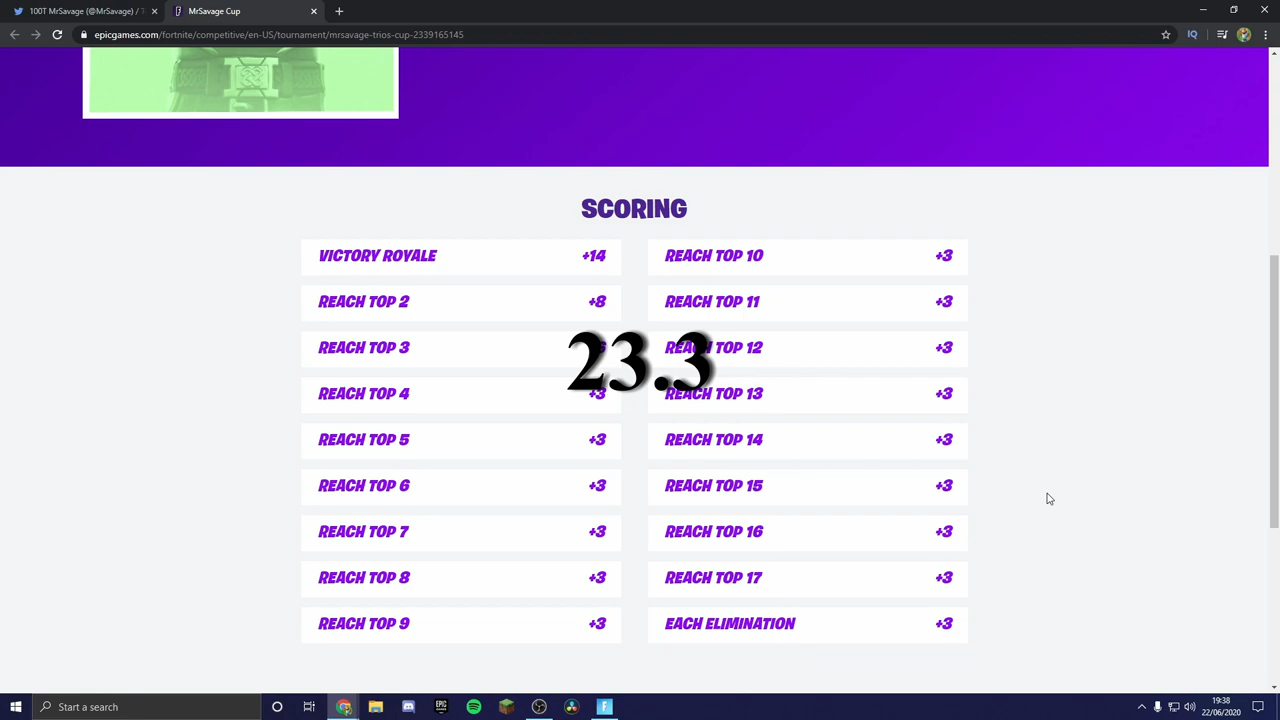 100T MrSavage (@MrSavage) / T
MrSavage Cup
epicgames.com/fortnite/competitive/en-US/tournament/mrsavage-trios-cup-2339165145
SCORING
VICTORY ROYALE +14
REACH TOP 2 +8
REACH TOP 3
REACH TOP 4 +3
REACH TOP 5 +3
REACH TOP 6 +3
REACH TOP 7 +3
REACH TOP 8 +3
REACH TOP 9 +3
REACH TOP 10 +3
REACH TOP 11 +3
REACH TOP 12 +3
REACH TOP 13 +3
REACH TOP 14 +3
REACH TOP 15 +3
REACH TOP 16 +3
REACH TOP 17 +3
EACH ELIMINATION +3
23.3
Start a search
EPIC
GAMES
19:38
22/06/2020